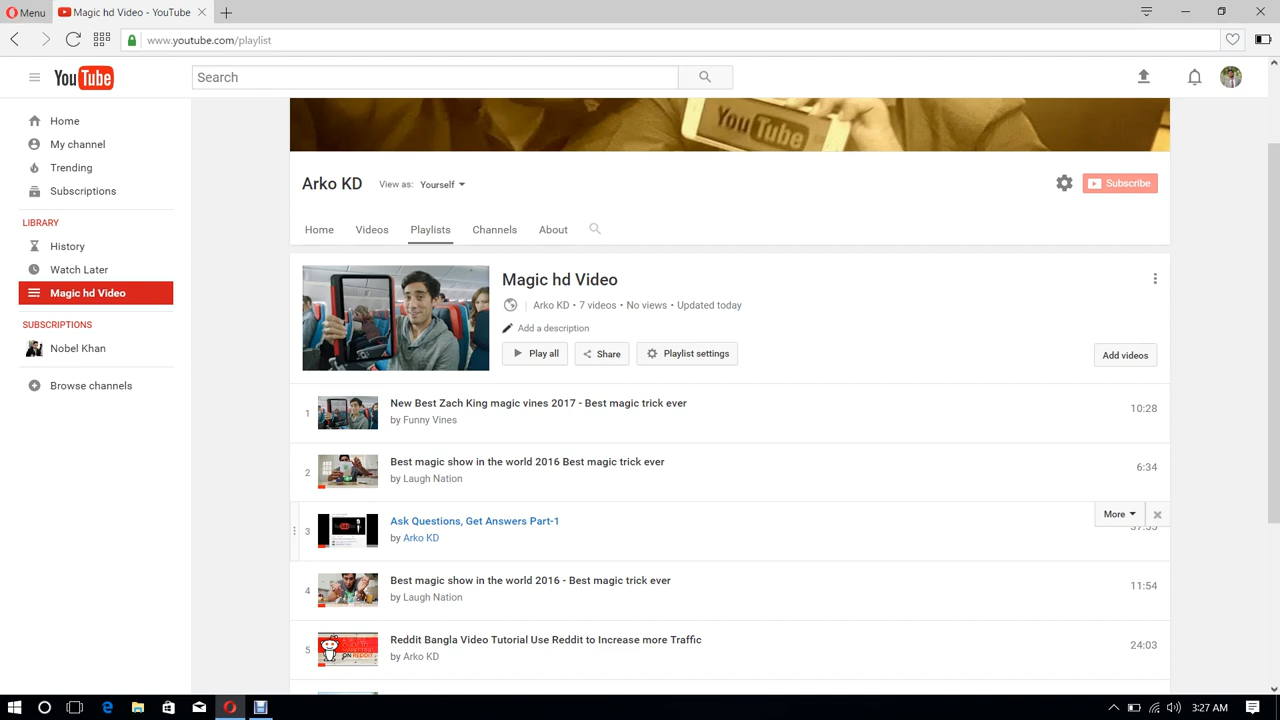 Menu
Magic hd Video - YouTube
www.youtube.com/playlist
YouTube
Search
YouTube
Home
My channel
Trending
Subscriptions
LIBRARY
History
Watch Later
Magic hd Video
SUBSCRIPTIONS
Nobel Khan
Browse channels
Arko KD
View as: Yourself
Subscribe
Home
Videos
Playlists
Channels
About
Magic hd Video
Arko KD • 7 videos • No views • Updated today
Add a description
Play all
Share
Playlist settings
Add videos
1
New Best Zach King magic vines 2017 - Best magic trick ever
by Funny Vines
10:28
2
Best magic show in the world 2016 Best magic trick ever
by Laugh Nation
6:34
3
Ask Questions, Get Answers Part-1
by Arko KD
More
4
Best magic show in the world 2016 - Best magic trick ever
by Laugh Nation
11:54
5
ON REDDIT
Reddit Bangla Video Tutorial Use Reddit to Increase more Traffic
by Arko KD
24:03
3:27 AM